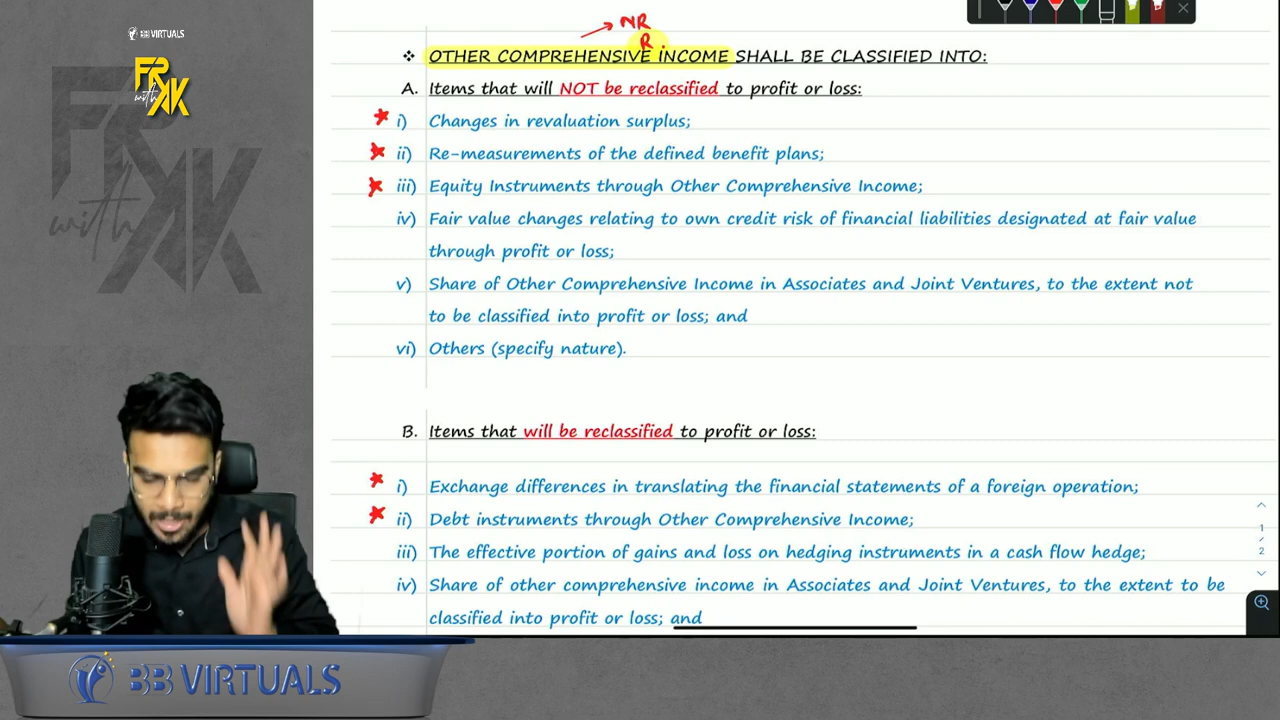 BB VIRTUALS
FR
with
AK
FR
with
AK
NR
R
❖ OTHER COMPREHENSIVE INCOME SHALL BE CLASSIFIED INTO:
A. Items that will NOT be reclassified to profit or loss:
i) Changes in revaluation surplus;
ii) Re-measurements of the defined benefit plans;
iii) Equity Instruments through Other Comprehensive Income;
iv) Fair value changes relating to own credit risk of financial liabilities designated at fair value
through profit or loss;
v) Share of Other Comprehensive Income in Associates and Joint Ventures, to the extent not
to be classified into profit or loss; and
vi) Others (specify nature).
B. Items that will be reclassified to profit or loss:
i) Exchange differences in translating the financial statements of a foreign operation;
ii) Debt instruments through Other Comprehensive Income;
iii) The effective portion of gains and loss on hedging instruments in a cash flow hedge;
iv) Share of other comprehensive income in Associates and Joint Ventures, to the extent to be
classified into profit or loss; and
1
/
2
BB VIRTUALS